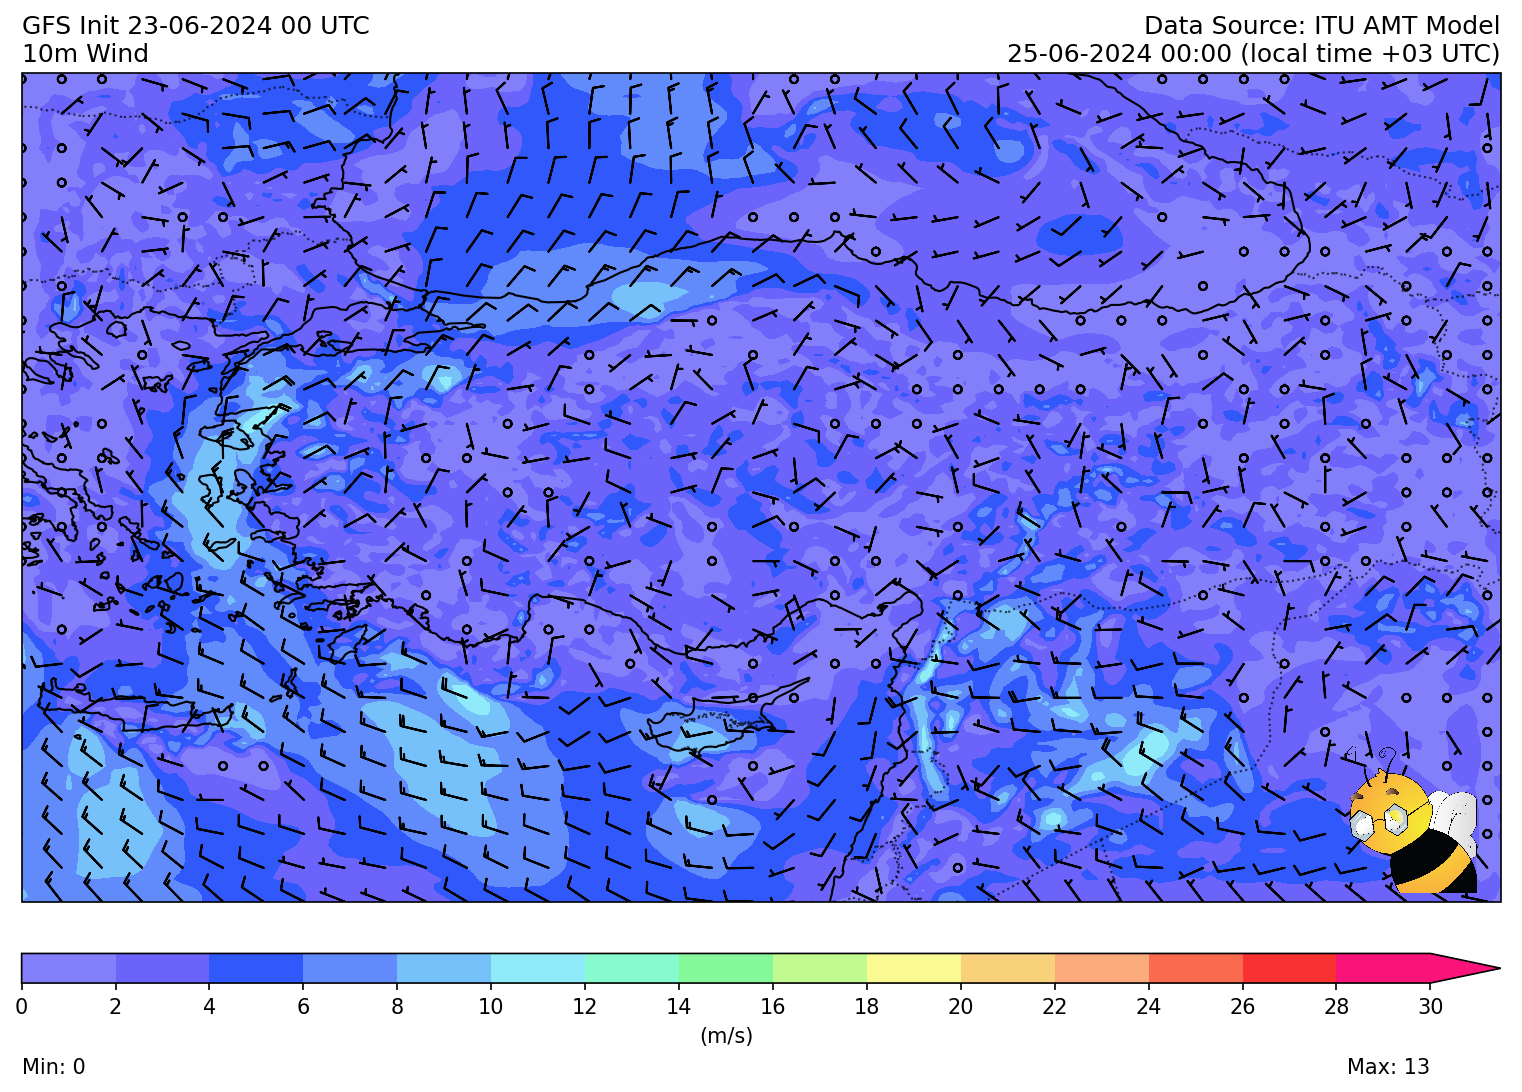 GFS Init 23-06-2024 00 UTC
Data Source: ITU AMT Model
10m Wind
25-06-2024 00:00 (local time +03 UTC)
0 2 4 6 8 10 12 14 16 18 20 22 24 26 28 30
(m/s)
Min: 0
Max: 13